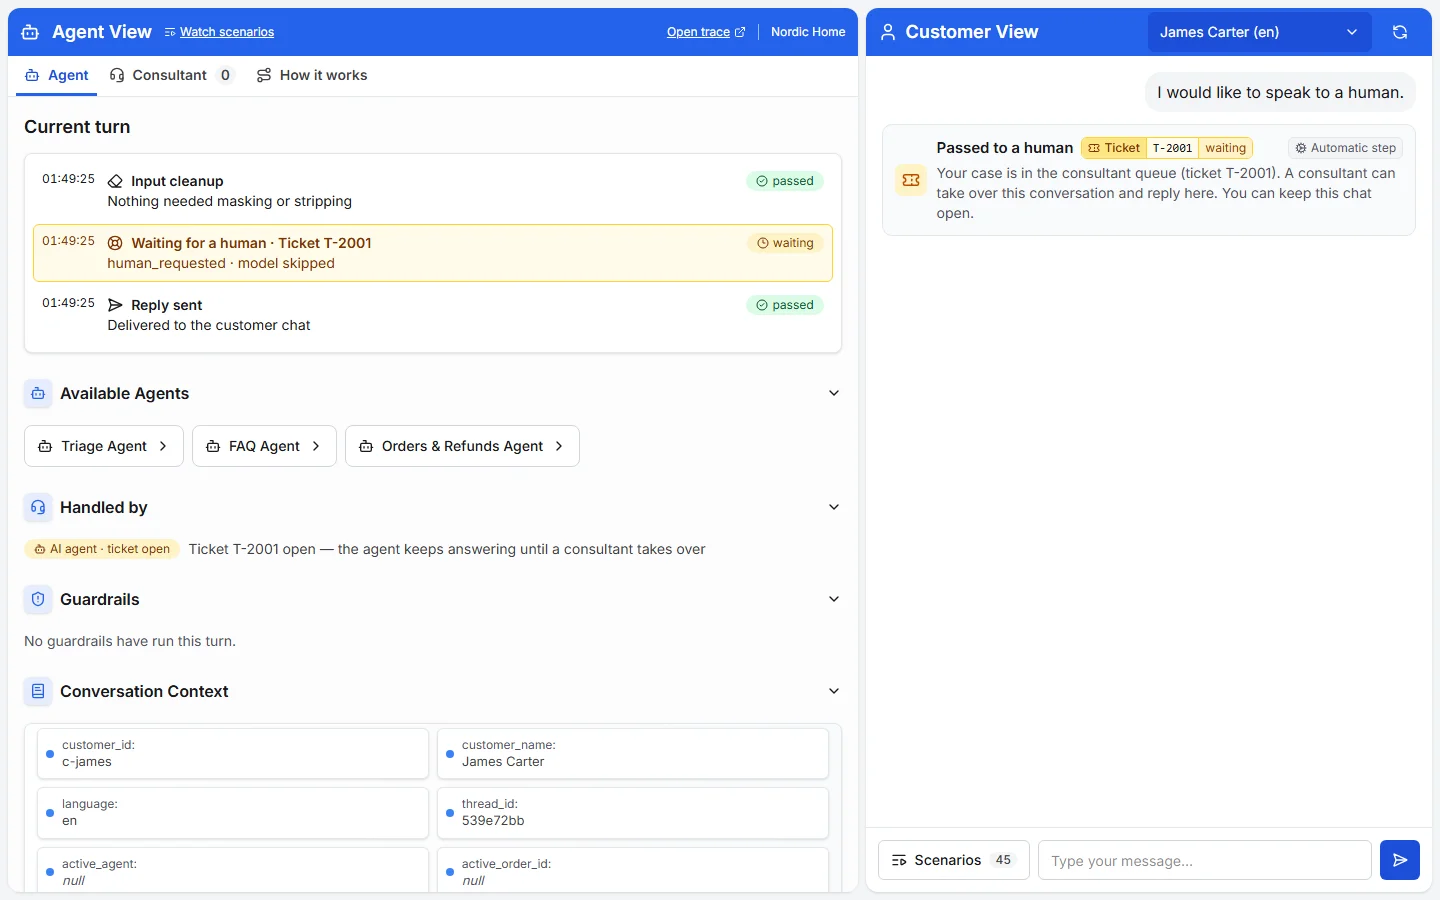 Agent View
Watch scenarios
Open trace
Nordic Home
Agent
Consultant 0
How it works
Current turn
01:49:25 Input cleanup passed
Nothing needed masking or stripping
01:49:25 Waiting for a human · Ticket T-2001 waiting
human_requested · model skipped
01:49:25 Reply sent passed
Delivered to the customer chat
Available Agents
Triage Agent
FAQ Agent
Orders & Refunds Agent
Handled by
AI agent · ticket open Ticket T-2001 open — the agent keeps answering until a consultant takes over
Guardrails
No guardrails have run this turn.
Conversation Context
customer_id:
c-james
customer_name:
James Carter
language:
en
thread_id:
539e72bb
active_agent:
null
active_order_id:
null
Customer View
James Carter (en)
I would like to speak to a human.
Passed to a human Ticket T-2001 waiting Automatic step
Your case is in the consultant queue (ticket T-2001). A consultant can
take over this conversation and reply here. You can keep this chat
open.
Scenarios 45
Type your message...